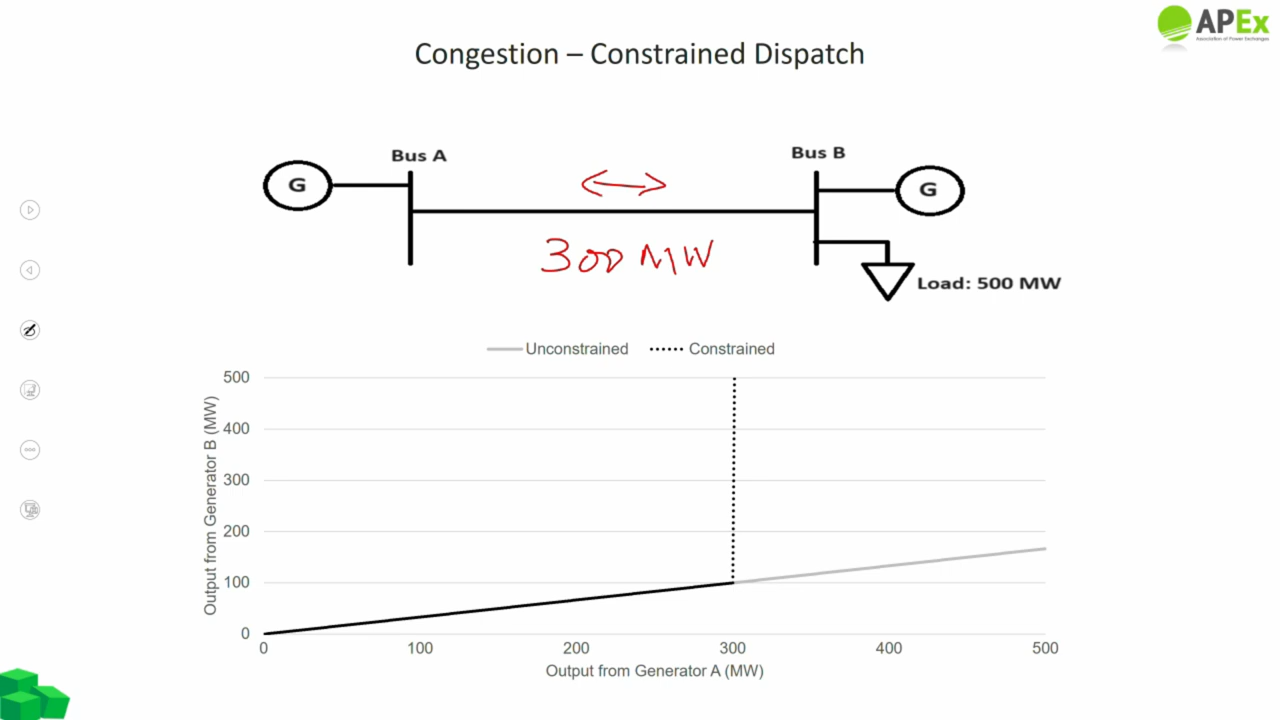 APEx
Association of Power Exchanges
Congestion – Constrained Dispatch
Bus A
Bus B
G
G
300 MW
Load: 500 MW
Unconstrained
Constrained
Output from Generator B (MW)
500
400
300
200
100
0
0 100 200 300 400 500
Output from Generator A (MW)